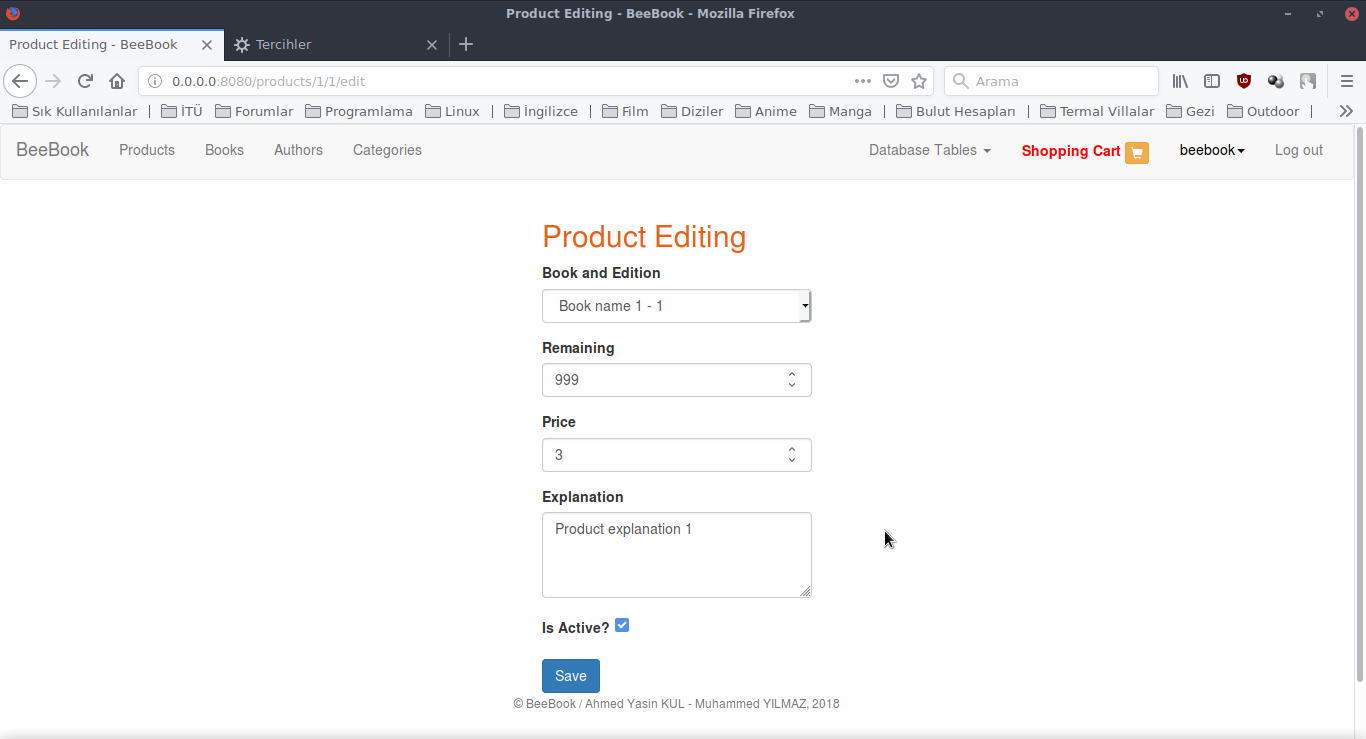 Product Editing - BeeBook - Mozilla Firefox
Product Editing - BeeBook Tercihler
0.0.0.0:8080/products/1/1/edit Arama
Sık Kullanılanlar | İTÜ Forumlar Programlama Linux | İngilizce | Film Diziler Anime Manga | Bulut Hesapları | Termal Villalar Gezi Outdoor |
BeeBook Products Books Authors Categories Database Tables Shopping Cart beebook Log out
Product Editing
Book and Edition
Book name 1 - 1
Remaining
999
Price
3
Explanation
Product explanation 1
Is Active?
Save
© BeeBook / Ahmed Yasin KUL - Muhammed YILMAZ, 2018